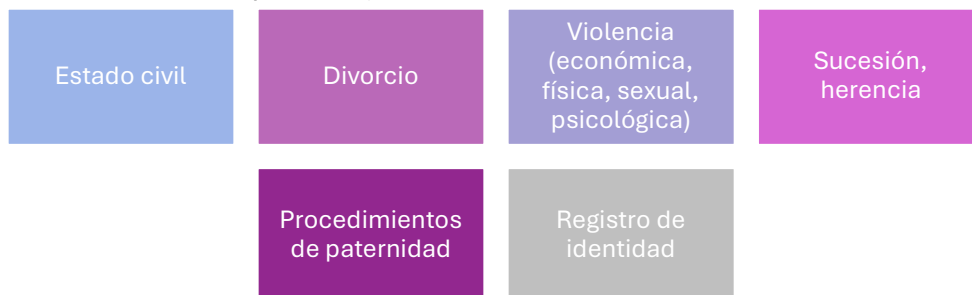 Estado civil
Divorcio
Violencia
(económica,
física, sexual,
psicológica)
Sucesión,
herencia
Procedimientos
de paternidad
Registro de
identidad